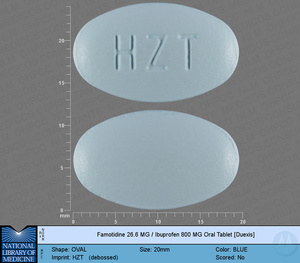 20
15
HZT
10
5
0
mm
0
5
10
15
20
Famotidine 26.6 MG / Ibuprofen 800 MG Oral Tablet [Duexis]
NATIONAL
LIBRARY OF
MEDICINE
Shape: OVAL Size: 20mm Color: BLUE
Imprint: HZT (debossed) Scored: No